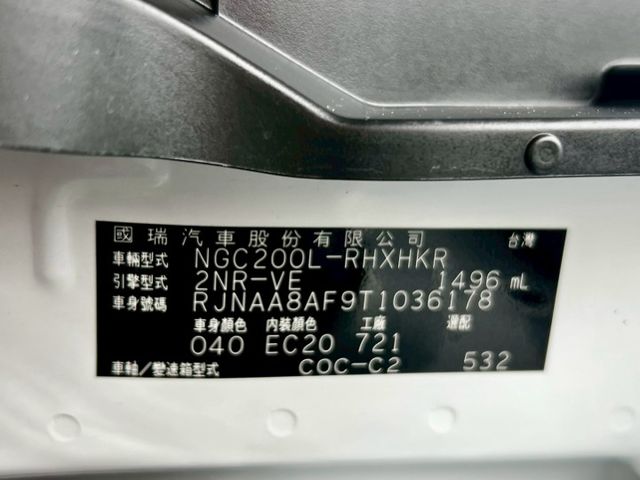 國瑞汽車股份有限公司 台灣
車輛型式 NGC200L-RHXHKR
引擎型式 2NR-VE 1496 mL
車身號碼 RJNAA8AF9T1036178
車身顏色 內裝顏色 工廠 選配
040 EC20 721
車軸/變速箱型式 COC-C2 532